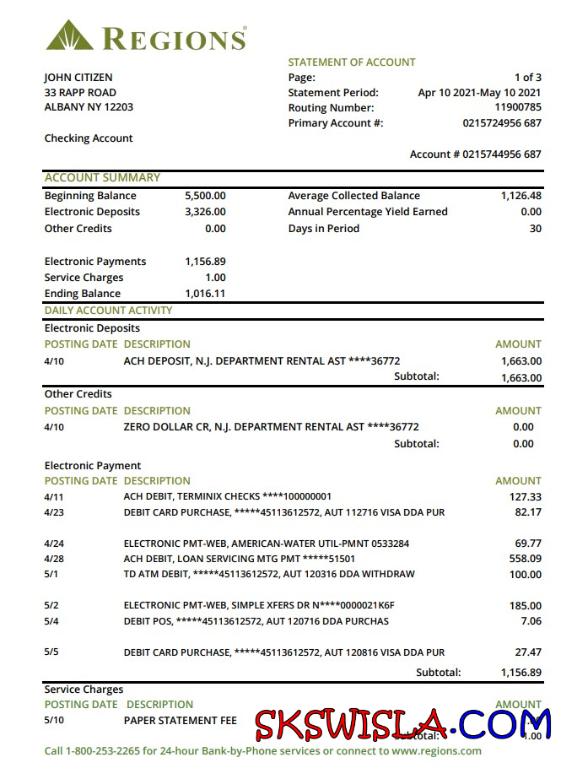 REGIONS
STATEMENT OF ACCOUNT
JOHN CITIZEN
33 RAPP ROAD
ALBANY NY 12203
Page: 1 of 3
Statement Period: Apr 10 2021-May 10 2021
Routing Number: 11900785
Primary Account #: 0215724956 687
Checking Account
Account # 0215744956 687
ACCOUNT SUMMARY
Beginning Balance 5,500.00 Average Collected Balance 1,126.48
Electronic Deposits 3,326.00 Annual Percentage Yield Earned 0.00
Other Credits 0.00 Days in Period 30
Electronic Payments 1,156.89
Service Charges 1.00
Ending Balance 1,016.11
DAILY ACCOUNT ACTIVITY
Electronic Deposits
POSTING DATE DESCRIPTION AMOUNT
4/10 ACH DEPOSIT, N.J. DEPARTMENT RENTAL AST ****36772 1,663.00
Subtotal: 1,663.00
Other Credits
POSTING DATE DESCRIPTION AMOUNT
4/10 ZERO DOLLAR CR, N.J. DEPARTMENT RENTAL AST ****36772 0.00
Subtotal: 0.00
Electronic Payment
POSTING DATE DESCRIPTION AMOUNT
4/11 ACH DEBIT, TERMINIX CHECKS ****100000001 127.33
4/23 DEBIT CARD PURCHASE, *****45113612572, AUT 112716 VISA DDA PUR 82.17
4/24 ELECTRONIC PMT-WEB, AMERICAN-WATER UTIL-PMNT 0533284 69.77
4/28 ACH DEBIT, LOAN SERVICING MTG PMT *****51501 558.09
5/1 TD ATM DEBIT, *****45113612572, AUT 120316 DDA WITHDRAW 100.00
5/2 ELECTRONIC PMT-WEB, SIMPLE XFERS DR N****0000021K6F 185.00
5/4 DEBIT POS, *****45113612572, AUT 120716 DDA PURCHAS 7.06
5/5 DEBIT CARD PURCHASE, *****45113612572, AUT 120816 VISA DDA PUR 27.47
Subtotal: 1,156.89
Service Charges
POSTING DATE DESCRIPTION AMOUNT
5/10 PAPER STATEMENT FEE
SKSWISLA.COM
Subtotal: 1.00
Call 1-800-253-2265 for 24-hour Bank-by-Phone services or connect to www.regions.com